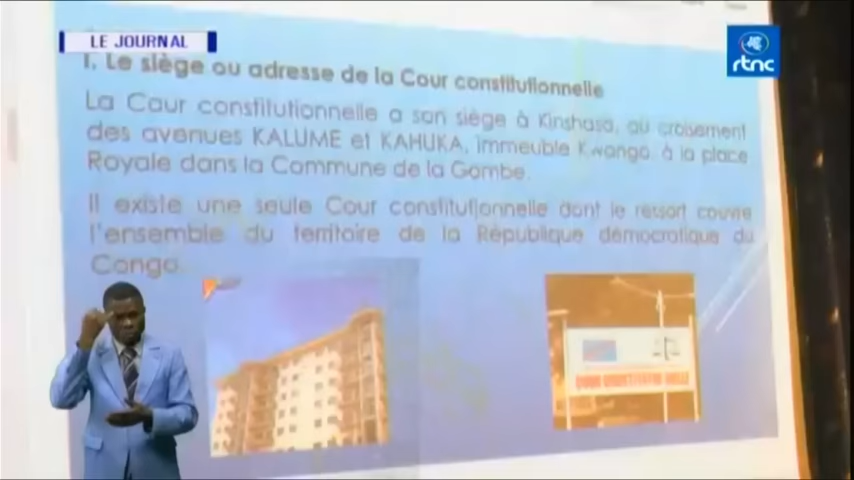 LE JOURNAL
rtnc
I. Le siège ou adresse de la Cour constitutionnelle
La Cour constitutionnelle a son siège à Kinshasa, au croisement
des avenues KALUME et KAHUKA, immeuble Kwango, à la place
Royale dans la Commune de la Gombe.
Il existe une seule Cour constitutionnelle dont le ressort couvre
l'ensemble du territoire de la République démocratique du
Congo.
COUR CONSTITUTIONNELLE